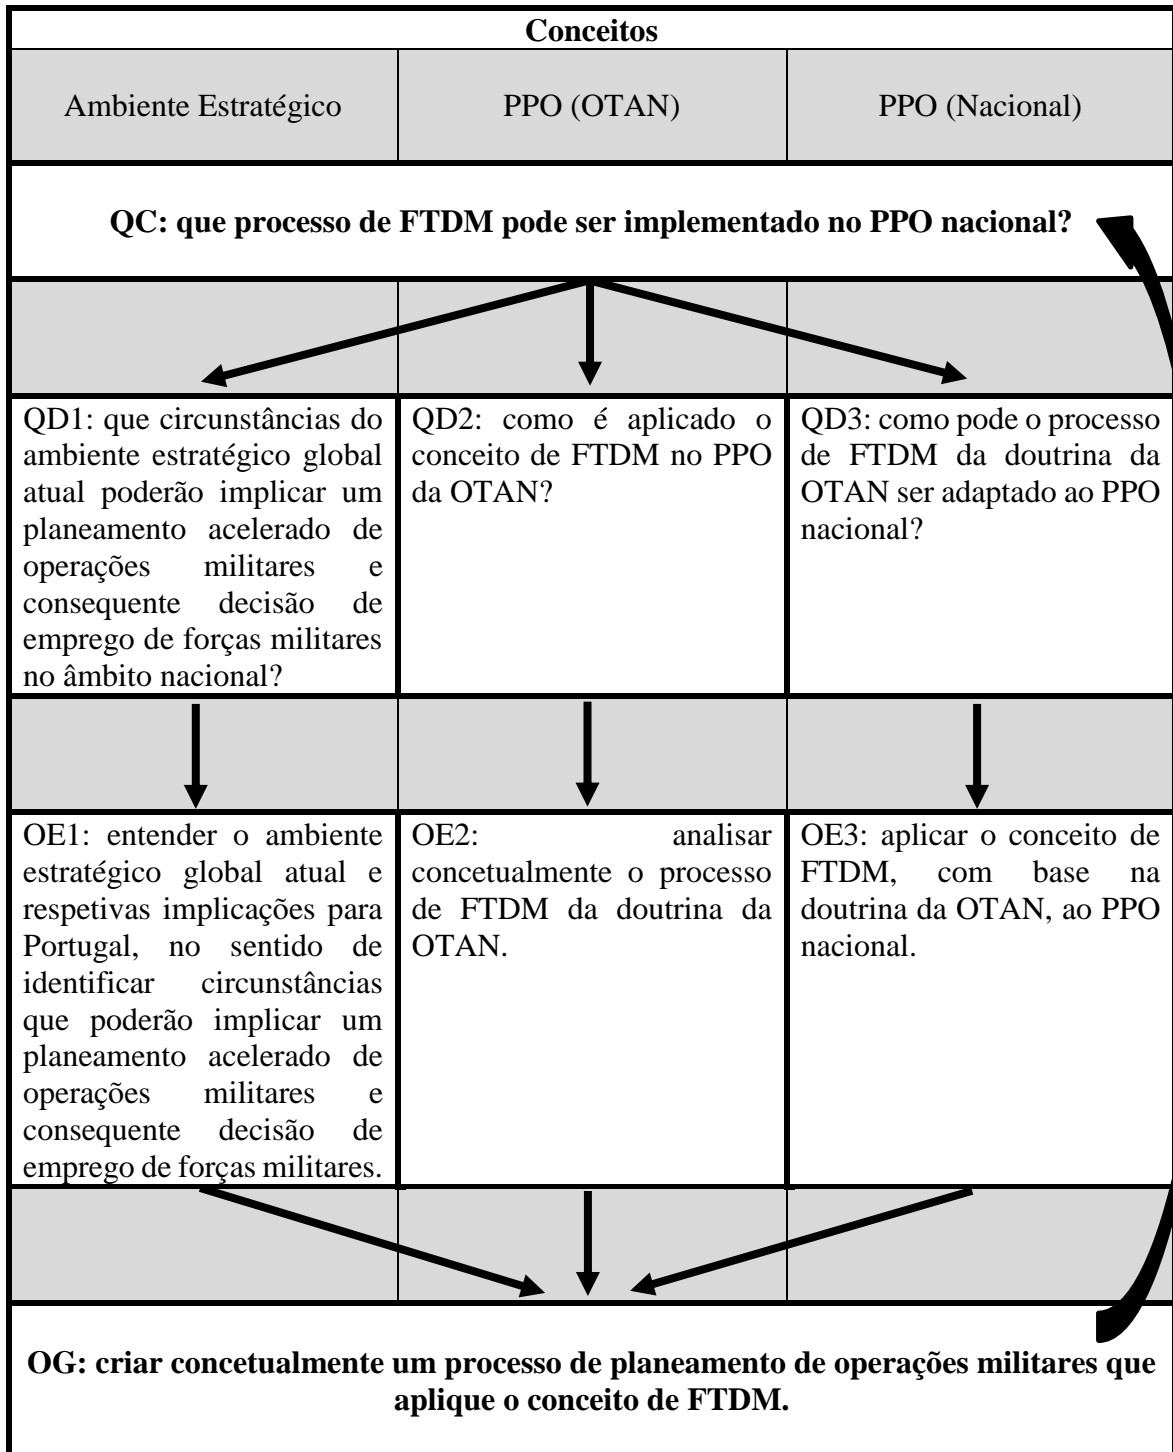 Conceitos
Ambiente Estratégico
PPO (OTAN)
PPO (Nacional)
QC: que processo de FTDM pode ser implementado no PPO nacional?
QD1: que circunstâncias do
ambiente estratégico global
atual poderão implicar um
planeamento acelerado de
operações militares e
consequente decisão de
emprego de forças militares
no âmbito nacional?
QD2: como é aplicado o
conceito de FTDM no PPO
da OTAN?
QD3: como pode o processo
de FTDM da doutrina da
OTAN ser adaptado ao PPO
nacional?
OE1: entender o ambiente
estratégico global atual e
respetivas implicações para
Portugal, no sentido de
identificar circunstâncias
que poderão implicar um
planeamento acelerado de
operações militares e
consequente decisão de
emprego de forças militares.
OE2: analisar
concetualmente o processo
de FTDM da doutrina da
OTAN.
OE3: aplicar o conceito de
FTDM, com base na
doutrina da OTAN, ao PPO
nacional.
OG: criar concetualmente um processo de planeamento de operações militares que
aplique o conceito de FTDM.